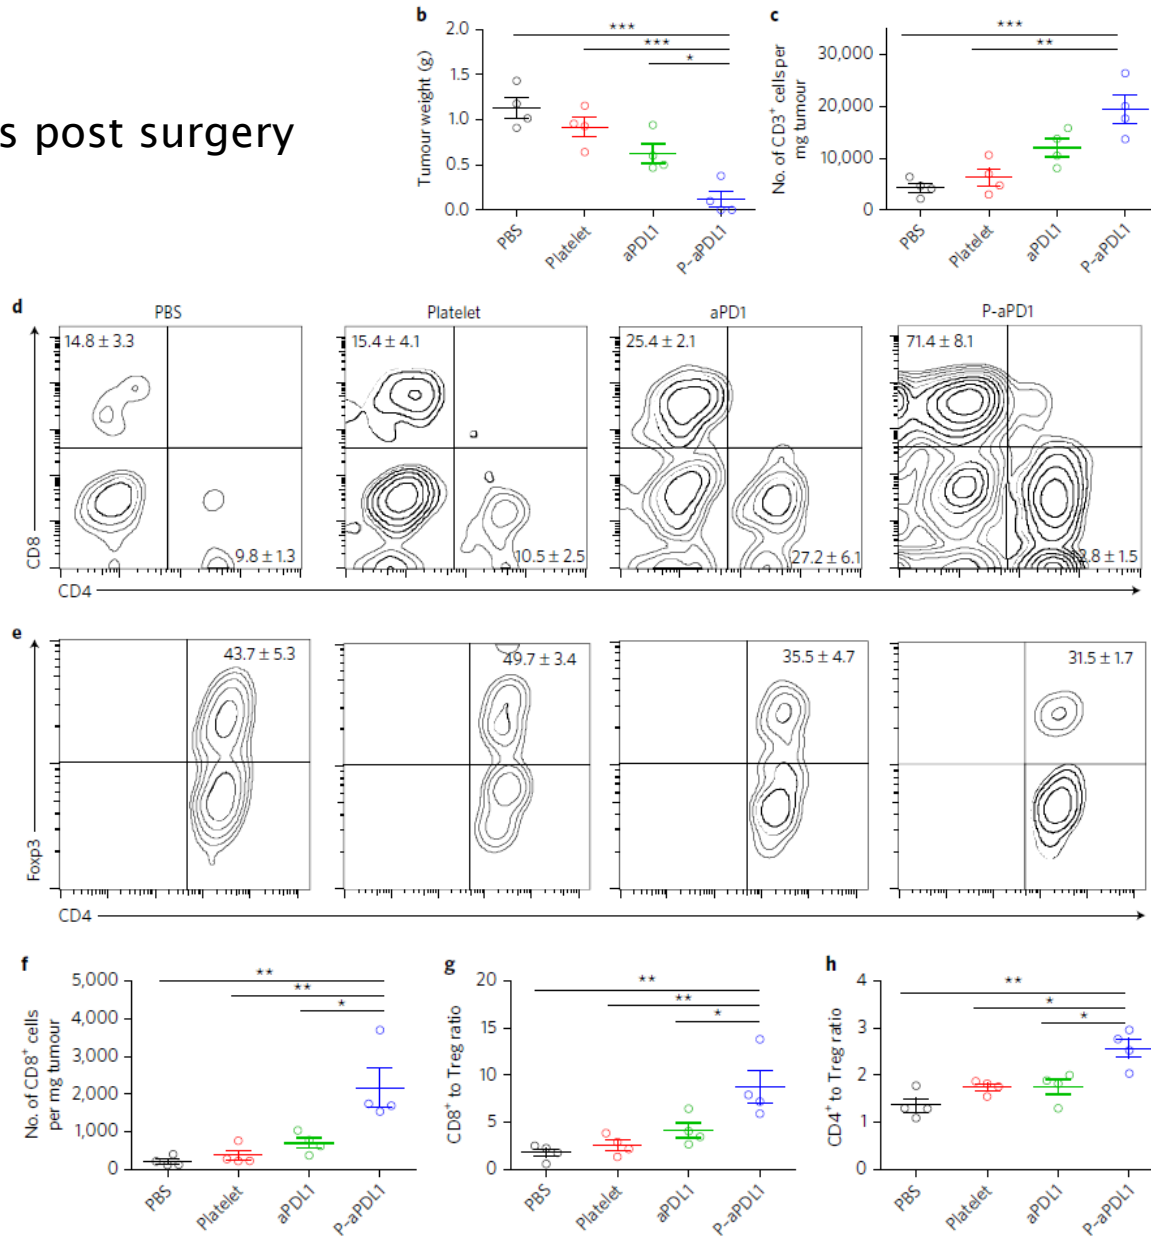 s post surgery
b
Tumour weight (g)
2.0
1.5
1.0
0.5
0.0
***
***
*
PBS
Platelet
aPDL1
P-aPDL1
c
No. of CD3⁺ cells per
mg tumour
30,000
20,000
10,000
0
***
**
PBS
Platelet
aPDL1
P-aPDL1
d
PBS
Platelet
aPD1
P-aPD1
14.8 ± 3.3
15.4 ± 4.1
25.4 ± 2.1
71.4 ± 8.1
9.8 ± 1.3
10.5 ± 2.5
27.2 ± 6.1
2.8 ± 1.5
CD8
CD4
e
43.7 ± 5.3
49.7 ± 3.4
35.5 ± 4.7
31.5 ± 1.7
Foxp3
CD4
f
No. of CD8⁺ cells
per mg tumour
5,000
4,000
3,000
2,000
1,000
0
**
**
*
PBS
Platelet
aPDL1
P-aPDL1
g
CD8⁺ to Treg ratio
20
15
10
5
0
**
**
*
PBS
Platelet
aPDL1
P-aPDL1
h
CD4⁺ to Treg ratio
4
3
2
1
0
**
*
*
PBS
Platelet
aPDL1
P-aPDL1